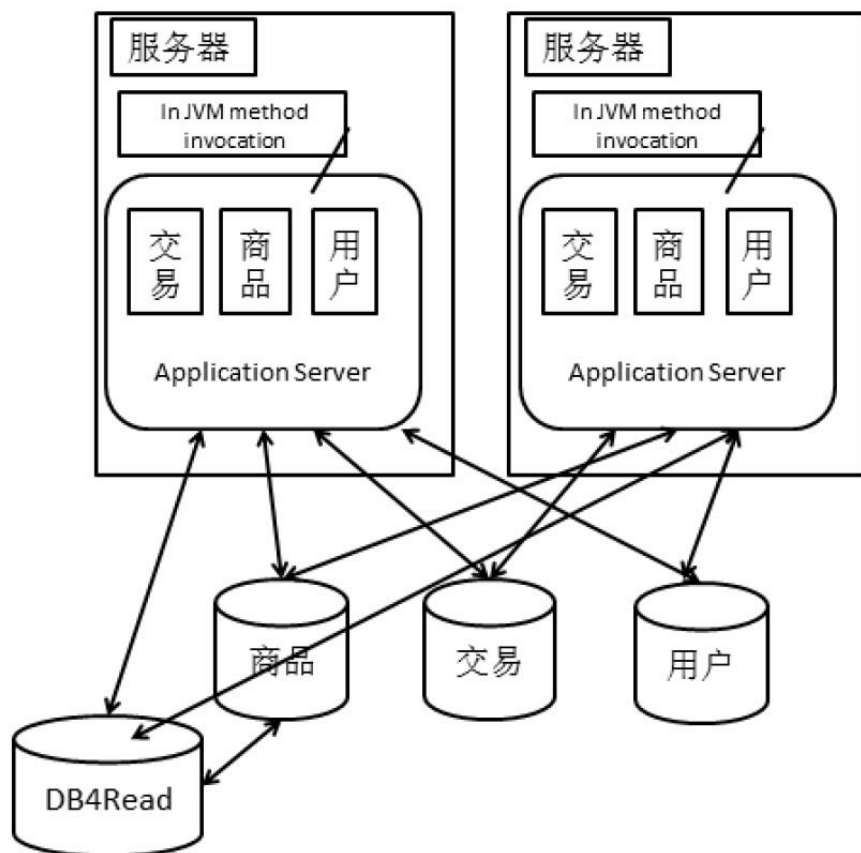 服务器
In JVM method
invocation
交易
商品
用户
Application Server
服务器
In JVM method
invocation
交易
商品
用户
Application Server
商品
交易
用户
DB4Read